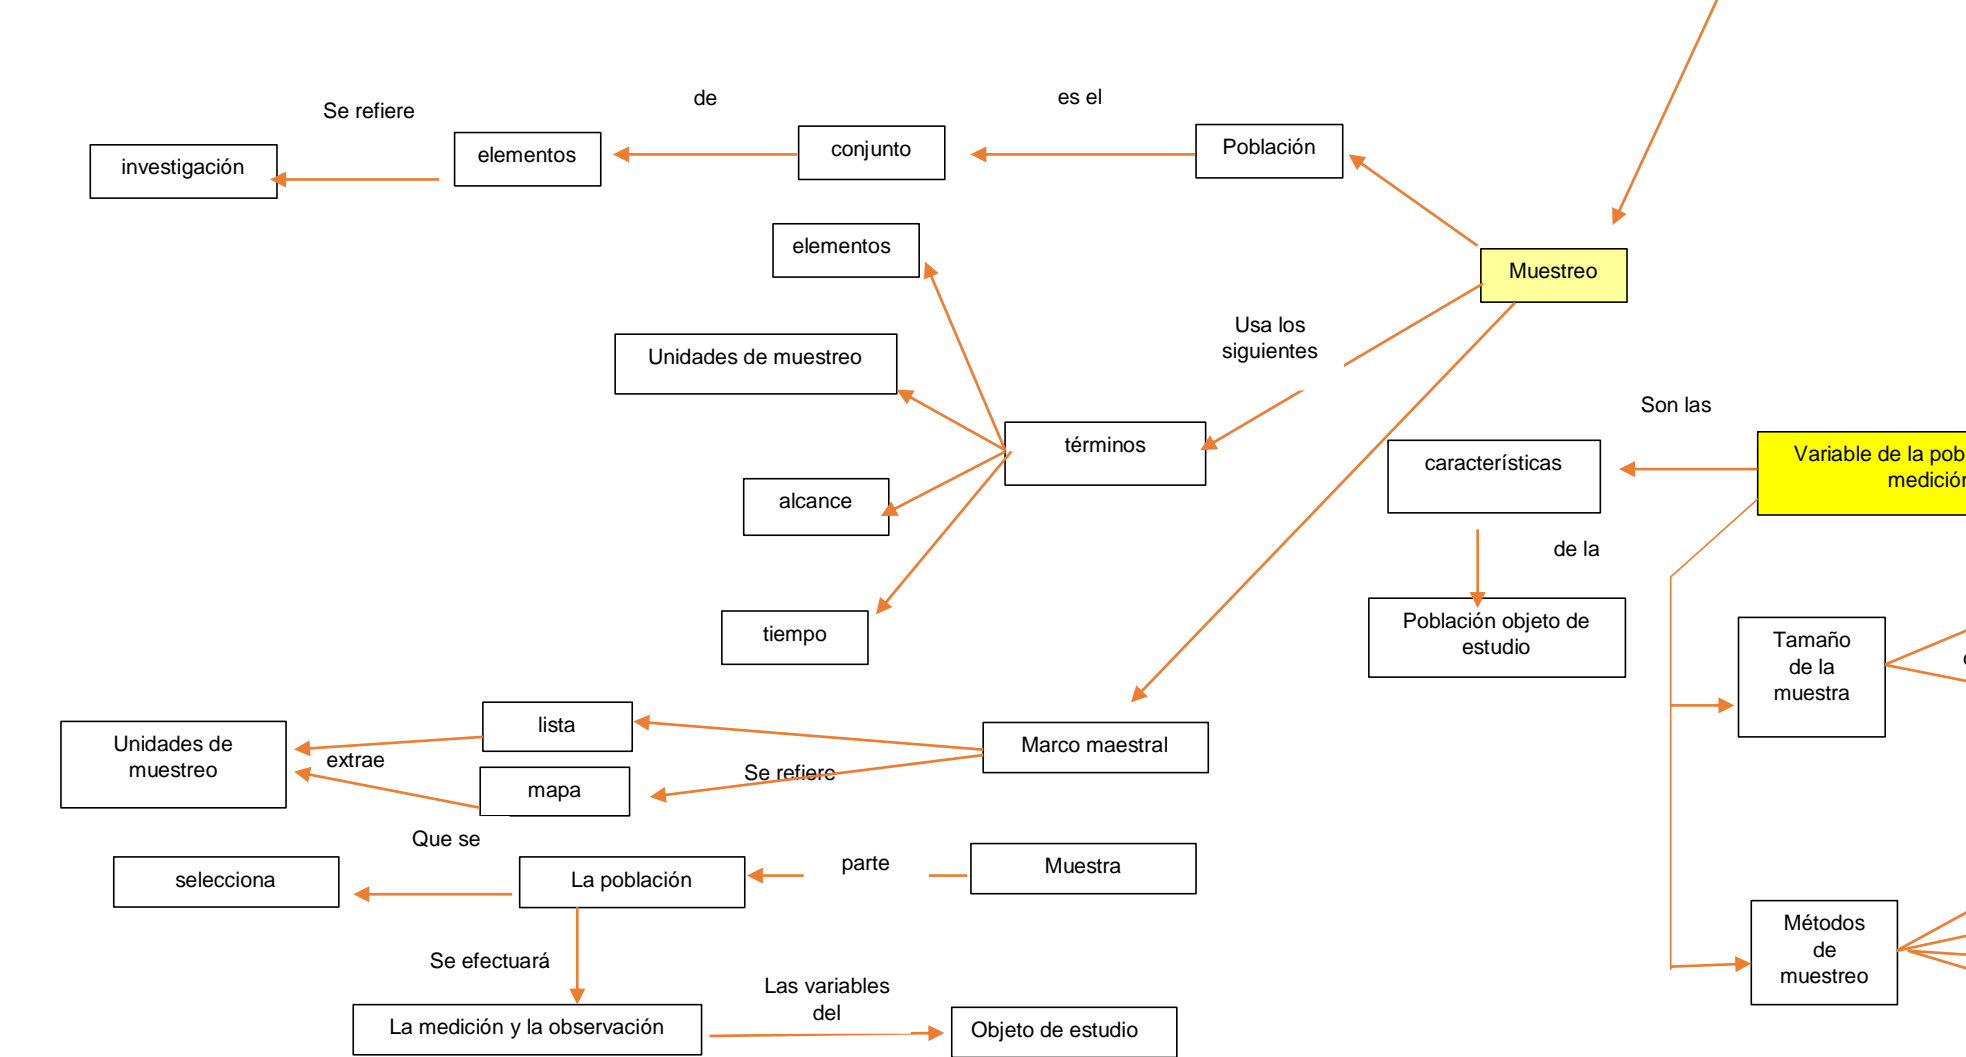 Se refiere
de
es el
investigación
elementos
conjunto
Población
elementos
Muestreo
Unidades de muestreo
Usa los
siguientes
términos
Son las
características
Variable de la
alcance
de la
Población objeto de
estudio
tiempo
Tamaño
de la
muestra
lista
Marco maestral
Unidades de
muestreo
extrae
Se refiere
mapa
Que se
selecciona
La población
parte
Muestra
Se efectuará
Métodos
de
muestreo
Las variables
del
La medición y la observación
Objeto de estudio